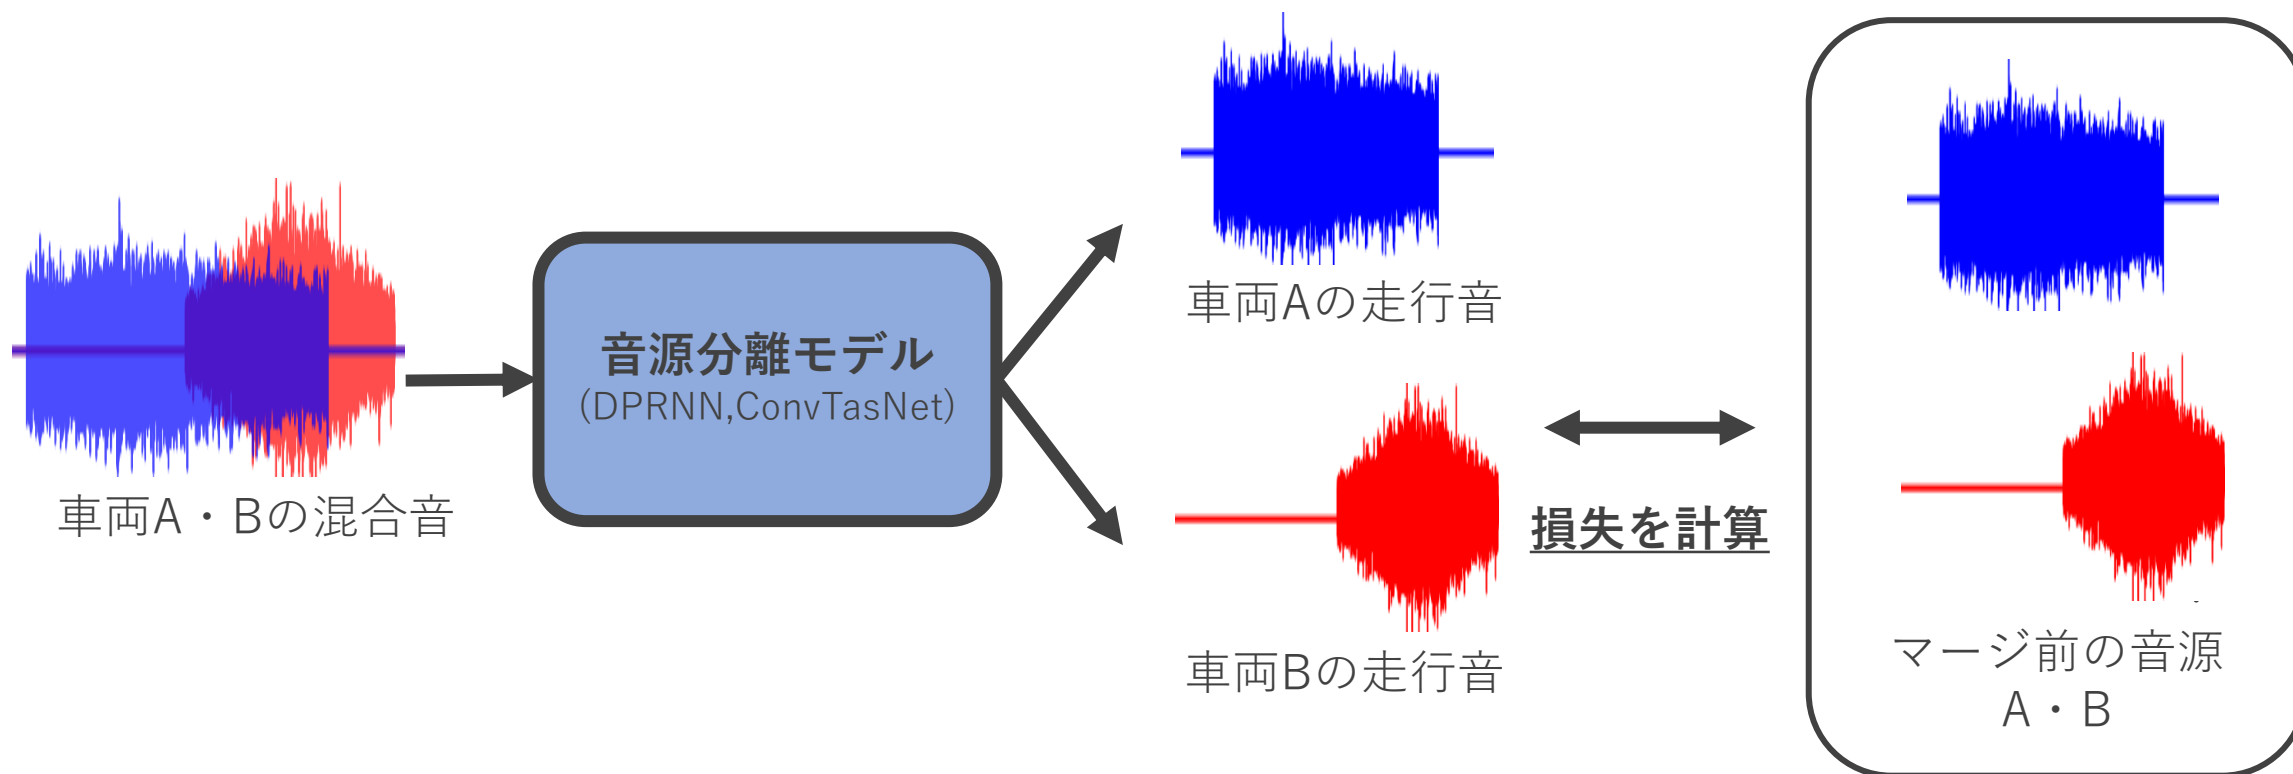 車両A・Bの混合音
音源分離モデル
(DPRNN,ConvTasNet)
車両Aの走行音
車両Bの走行音
損失を計算
マージ前の音源
A・B